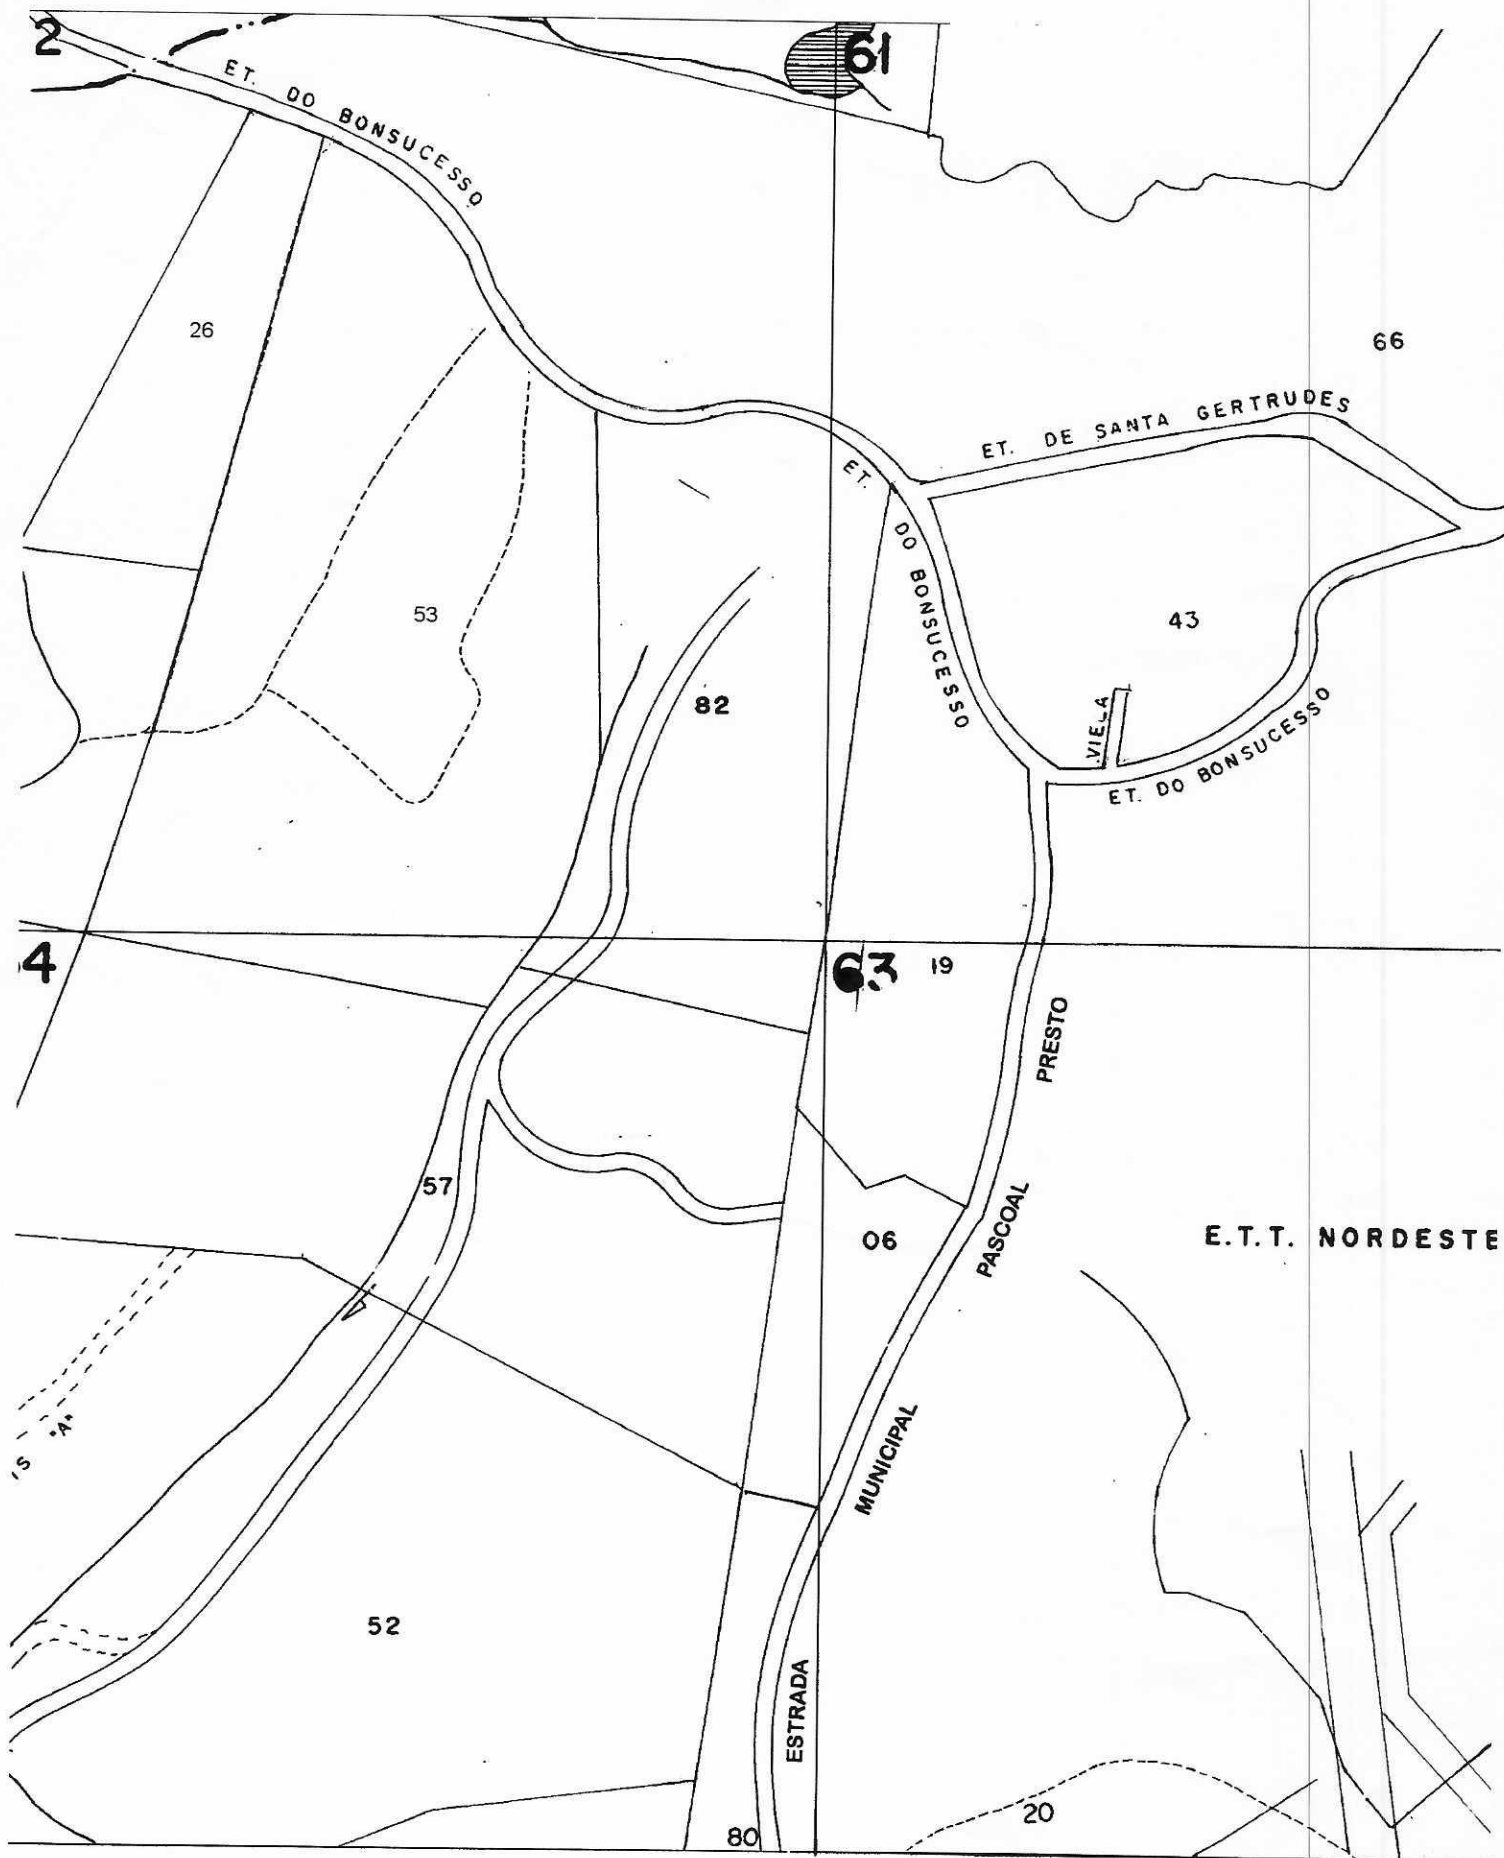 2
61
ET. DO BONSUCESSO
26
66
ET. DE SANTA GERTRUDES
ET. DO BONSUCESSO
53
43
82
VIELA
ET. DO BONSUCESSO
4
63
19
57
06
E.T.T. NORDESTE
ESTRADA MUNICIPAL PASCOAL PRESTO
IS "A"
52
20
80